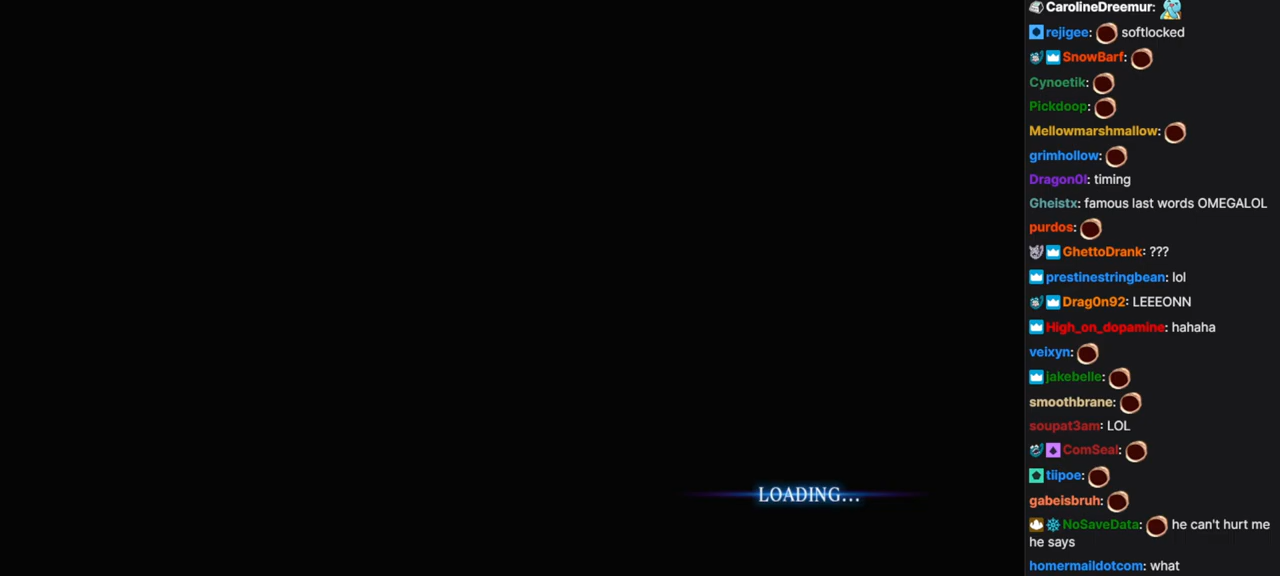 CarolineDreemur:
rejigee: softlocked
SnowBarf:
Cynoetik:
Pickdoop:
Mellowmarshmallow:
grimhollow:
Dragon0l: timing
Gheistx: famous last words OMEGALOL
purdos:
GhettoDrank: ???
prestinestringbean: lol
Drag0n92: LEEEONN
High_on_dopamine: hahaha
veixyn:
jakebelle:
smoothbrane:
soupat3am: LOL
ComSeal:
tiipoe:
LOADING...
gabeisbruh:
NoSaveData: he can't hurt me
he says
homermaildotcom: what